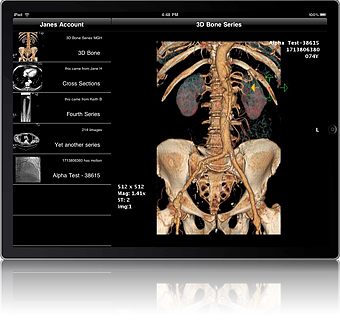 iPad
6:48 PM
100%
Janes Account
3D Bone Series
3D Bone Series MGH
3D Bone
this came from Jane H
Cross Sections
this came from Keith B
Fourth Series
214 images
Yet another series
1713806380 has motion
Alpha Test - 38615
Alpha Test-38615
1713806380
074Y
L
512 x 512
Mag: 1.41x
ST: 2
img:1